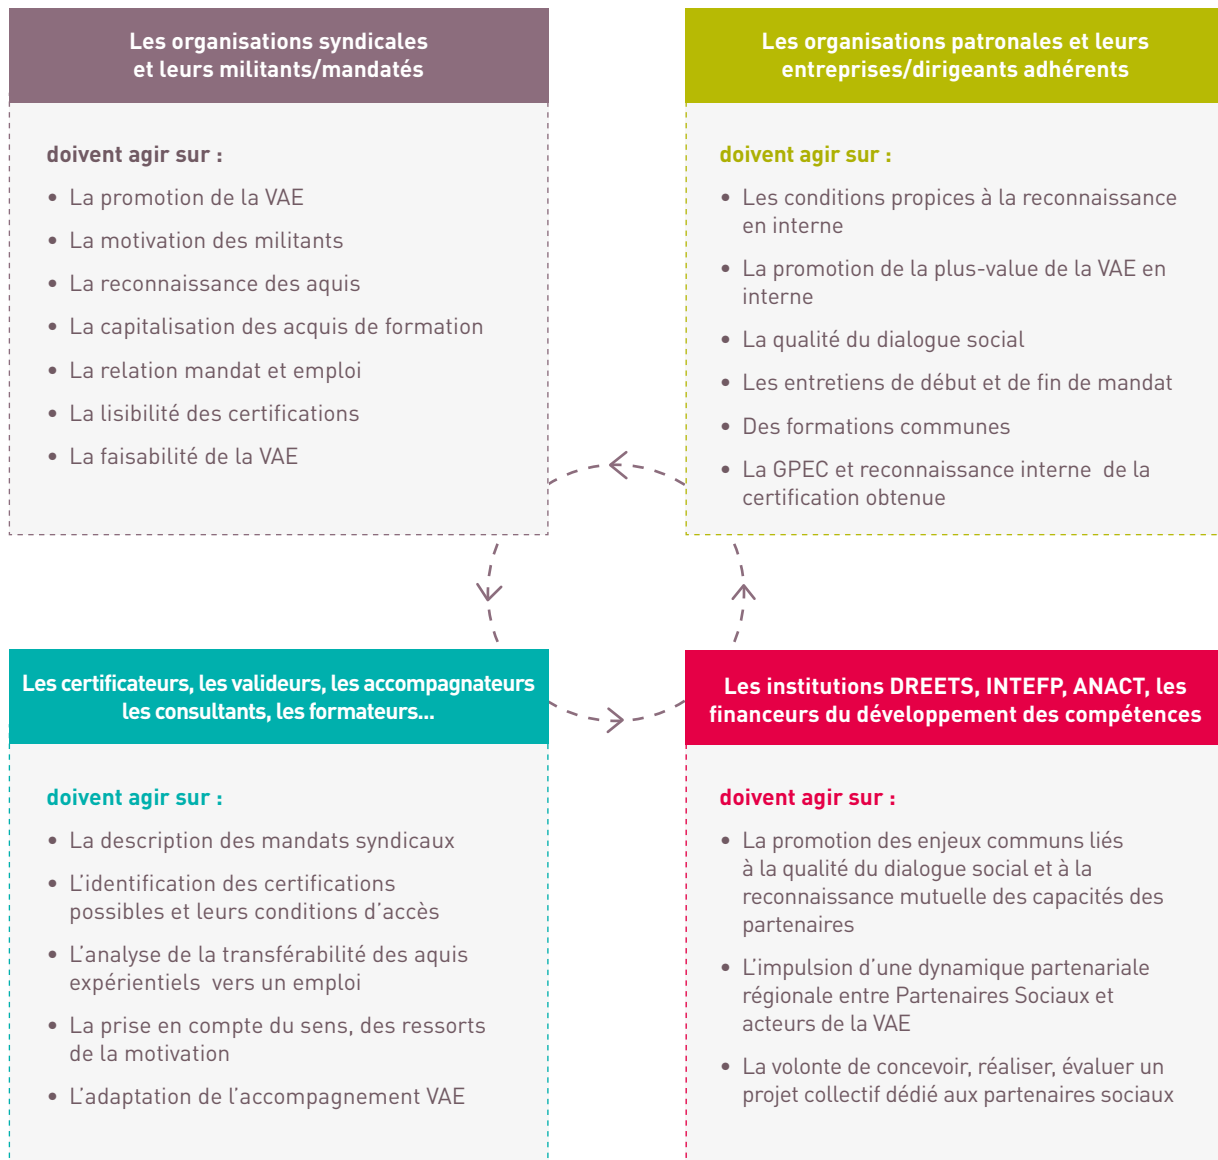 Les organisations syndicales
et leurs militants/mandatés
doivent agir sur :
• La promotion de la VAE
• La motivation des militants
• La reconnaissance des aquis
• La capitalisation des acquis de formation
• La relation mandat et emploi
• La lisibilité des certifications
• La faisabilité de la VAE
Les organisations patronales et leurs
entreprises/dirigeants adhérents
doivent agir sur :
• Les conditions propices à la reconnaissance
en interne
• La promotion de la plus-value de la VAE en
interne
• La qualité du dialogue social
• Les entretiens de début et de fin de mandat
• Des formations communes
• La GPEC et reconnaissance interne de la
certification obtenue
Les certificateurs, les valideurs, les accompagnateurs
les consultants, les formateurs...
doivent agir sur :
• La description des mandats syndicaux
• L'identification des certifications
possibles et leurs conditions d'accès
• L'analyse de la transférabilité des aquis
expérientiels vers un emploi
• La prise en compte du sens, des ressorts
de la motivation
• L'adaptation de l'accompagnement VAE
Les institutions DREETS, INTEFP, ANACT, les
financeurs du développement des compétences
doivent agir sur :
• La promotion des enjeux communs liés
à la qualité du dialogue social et à la
reconnaissance mutuelle des capacités des
partenaires
• L'impulsion d'une dynamique partenariale
régionale entre Partenaires Sociaux et
acteurs de la VAE
• La volonte de concevoir, réaliser, évaluer un
projet collectif dédié aux partenaires sociaux